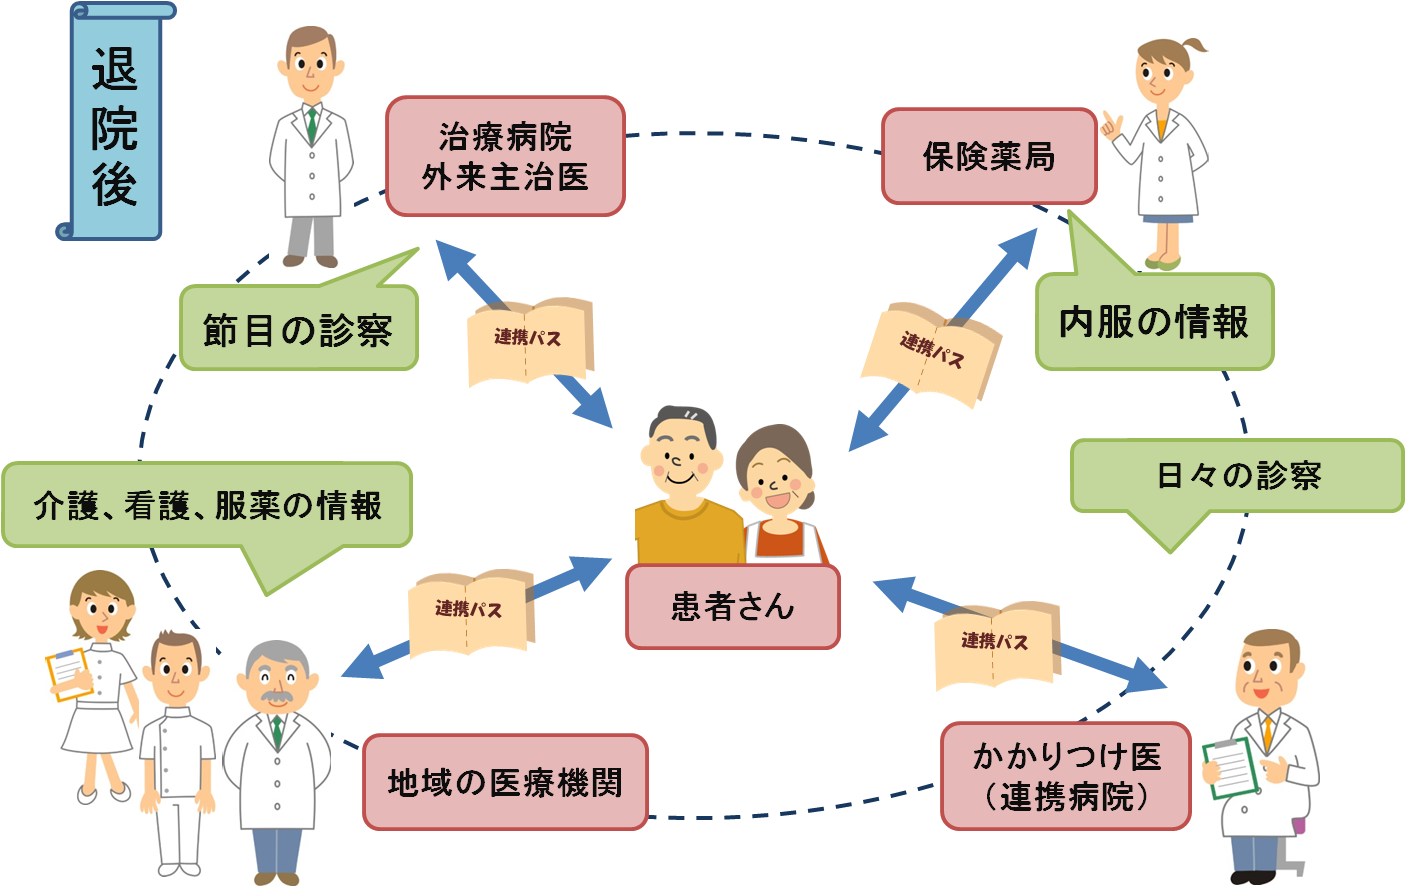 退院後
治療病院
外来主治医
保険薬局
節目の診察
内服の情報
連携パス
連携パス
介護、看護、服薬の情報
日々の診察
患者さん
連携パス
連携パス
地域の医療機関
かかりつけ医
（連携病院）